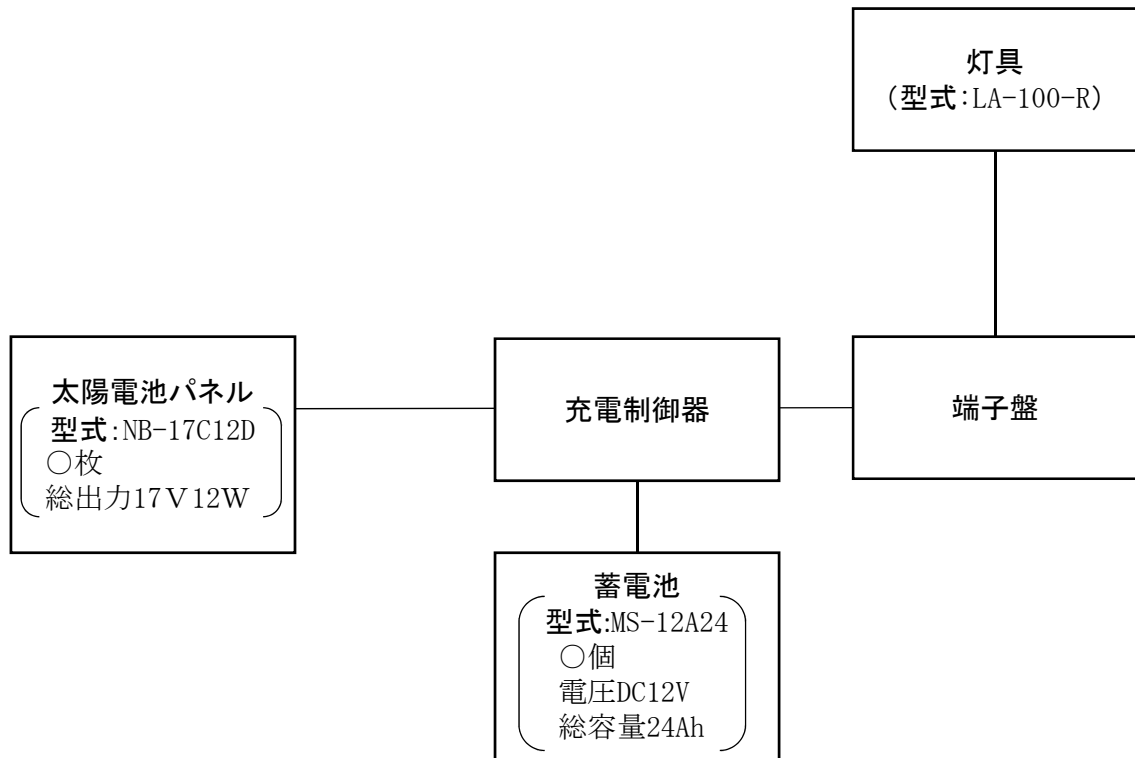 灯具
(型式:LA-100-R)
太陽電池パネル
型式:NB-17C12D
○枚
総出力17V12W
充電制御器
端子盤
蓄電池
型式:MS-12A24
○個
電圧DC12V
総容量24Ah